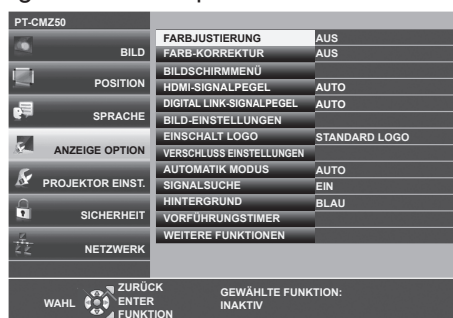 PT-CMZ50
BILD
POSITION
SPRACHE
ANZEIGE OPTION
PROJEKTOR EINST.
SICHERHEIT
NETZWERK
FARBJUSTIERUNG AUS
FARB-KORREKTUR AUS
BILDSCHIRMMENÜ
HDMI-SIGNALPEGEL AUTO
DIGITAL LINK-SIGNALPEGEL AUTO
BILD-EINSTELLUNGEN
EINSCHALT LOGO STANDARD LOGO
VERSCHLUSS EINSTELLUNGEN
AUTOMATIK MODUS AUTO
SIGNALSUCHE EIN
HINTERGRUND BLAU
VORFÜHRUNGSTIMER
WEITERE FUNKTIONEN
WAHL
ZURÜCK
ENTER
FUNKTION
GEWÄHLTE FUNKTION:
INAKTIV